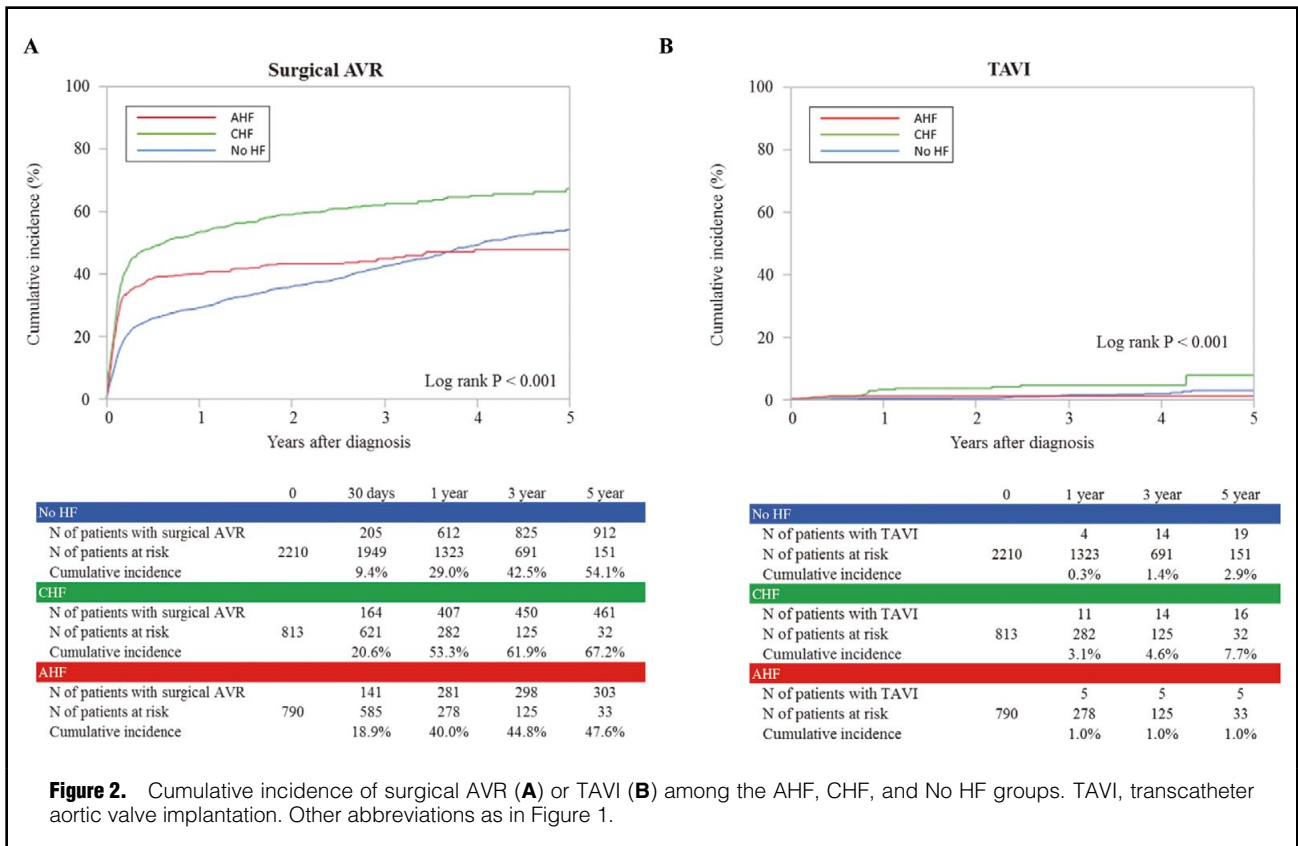 A
Surgical AVR
100
80
60
40
20
0
Cumulative incidence (%)
AHF
CHF
No HF
Log rank P < 0.001
0 1 2 3 4 5
Years after diagnosis
0 30 days 1 year 3 year 5 year
No HF
N of patients with surgical AVR 205 612 825 912
N of patients at risk 2210 1949 1323 691 151
Cumulative incidence 9.4% 29.0% 42.5% 54.1%
CHF
N of patients with surgical AVR 164 407 450 461
N of patients at risk 813 621 282 125 32
Cumulative incidence 20.6% 53.3% 61.9% 67.2%
AHF
N of patients with surgical AVR 141 281 298 303
N of patients at risk 790 585 278 125 33
Cumulative incidence 18.9% 40.0% 44.8% 47.6%
B
TAVI
100
80
60
40
20
0
Cumulative incidence (%)
AHF
CHF
No HF
Log rank P < 0.001
0 1 2 3 4 5
Years after diagnosis
0 1 year 3 year 5 year
No HF
N of patients with TAVI 4 14 19
N of patients at risk 2210 1323 691 151
Cumulative incidence 0.3% 1.4% 2.9%
CHF
N of patients with TAVI 11 14 16
N of patients at risk 813 282 125 32
Cumulative incidence 3.1% 4.6% 7.7%
AHF
N of patients with TAVI 5 5 5
N of patients at risk 790 278 125 33
Cumulative incidence 1.0% 1.0% 1.0%
Figure 2. Cumulative incidence of surgical AVR (A) or TAVI (B) among the AHF, CHF, and No HF groups. TAVI, transcatheter
aortic valve implantation. Other abbreviations as in Figure 1.